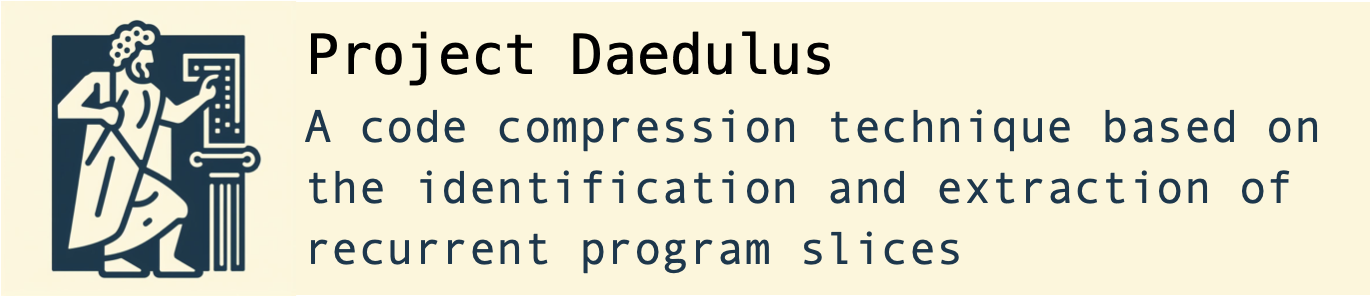 Project Daedulus
A code compression technique based on
the identification and extraction of
recurrent program slices